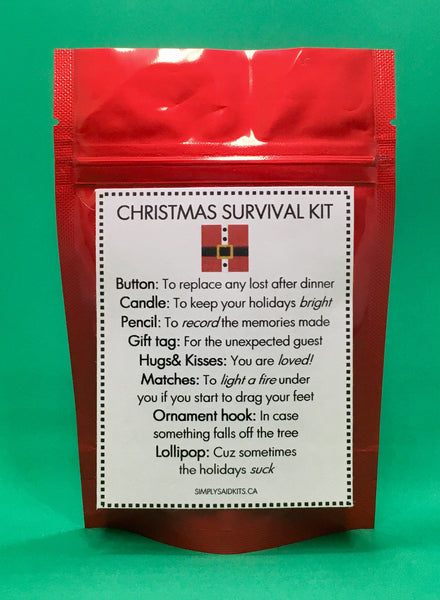 CHRISTMAS SURVIVAL KIT
Button: To replace any lost after dinner
Candle: To keep your holidays bright
Pencil: To record the memories made
Gift tag: For the unexpected guest
Hugs& Kisses: You are loved!
Matches: To light a fire under
you if you start to drag your feet
Ornament hook: In case
something falls off the tree
Lollipop: Cuz sometimes
the holidays suck
SIMPLYSAIDKITS.CA